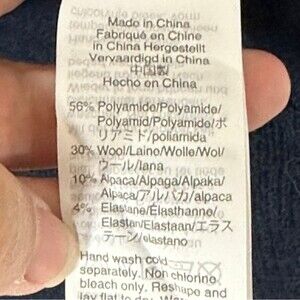 Made in China
Fabriqué en Chine
in China Hergestellt
Vervaardigd in China
中国製
Hecho en China
56% Polyamide/Polyamide/
Polyamid/Polyamide/ポ
リアミド/poliamida
30% Wool/Laine/Wolle/Wol/
ウール/lana
10% Alpaca/Alpaga/Alpaka/
Alpaca/アルパカ/alpaca
4% Elastane/Élasthanne/
Elastan/Elastaan/エラス
テーン/elastano
Hand wash cold
separately. Non chlorine
bleach only. Reshape and
lay flat to dry.